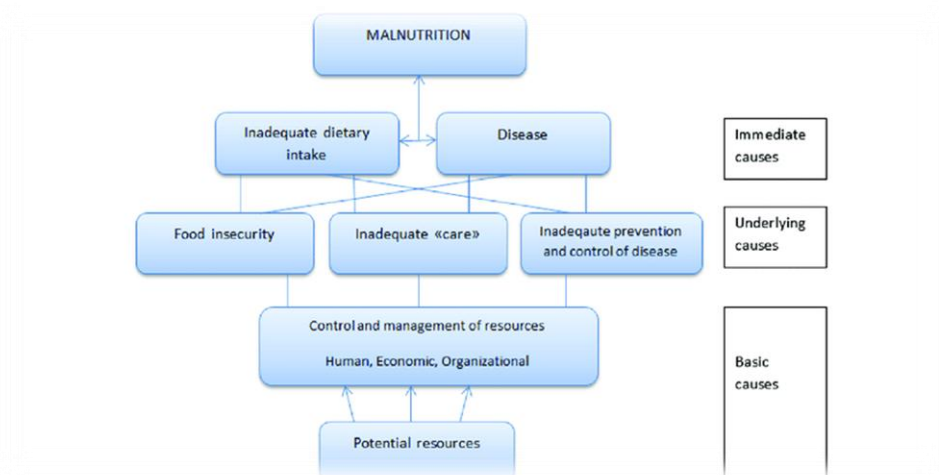 MALNUTRITION
Inadequate dietary
intake
Disease
Immediate
causes
Food insecurity
Inadequate «care»
Inadeqaute prevention
and control of disease
Underlying
causes
Control and management of resources
Human, Economic, Organizational
Basic
causes
Potential resources